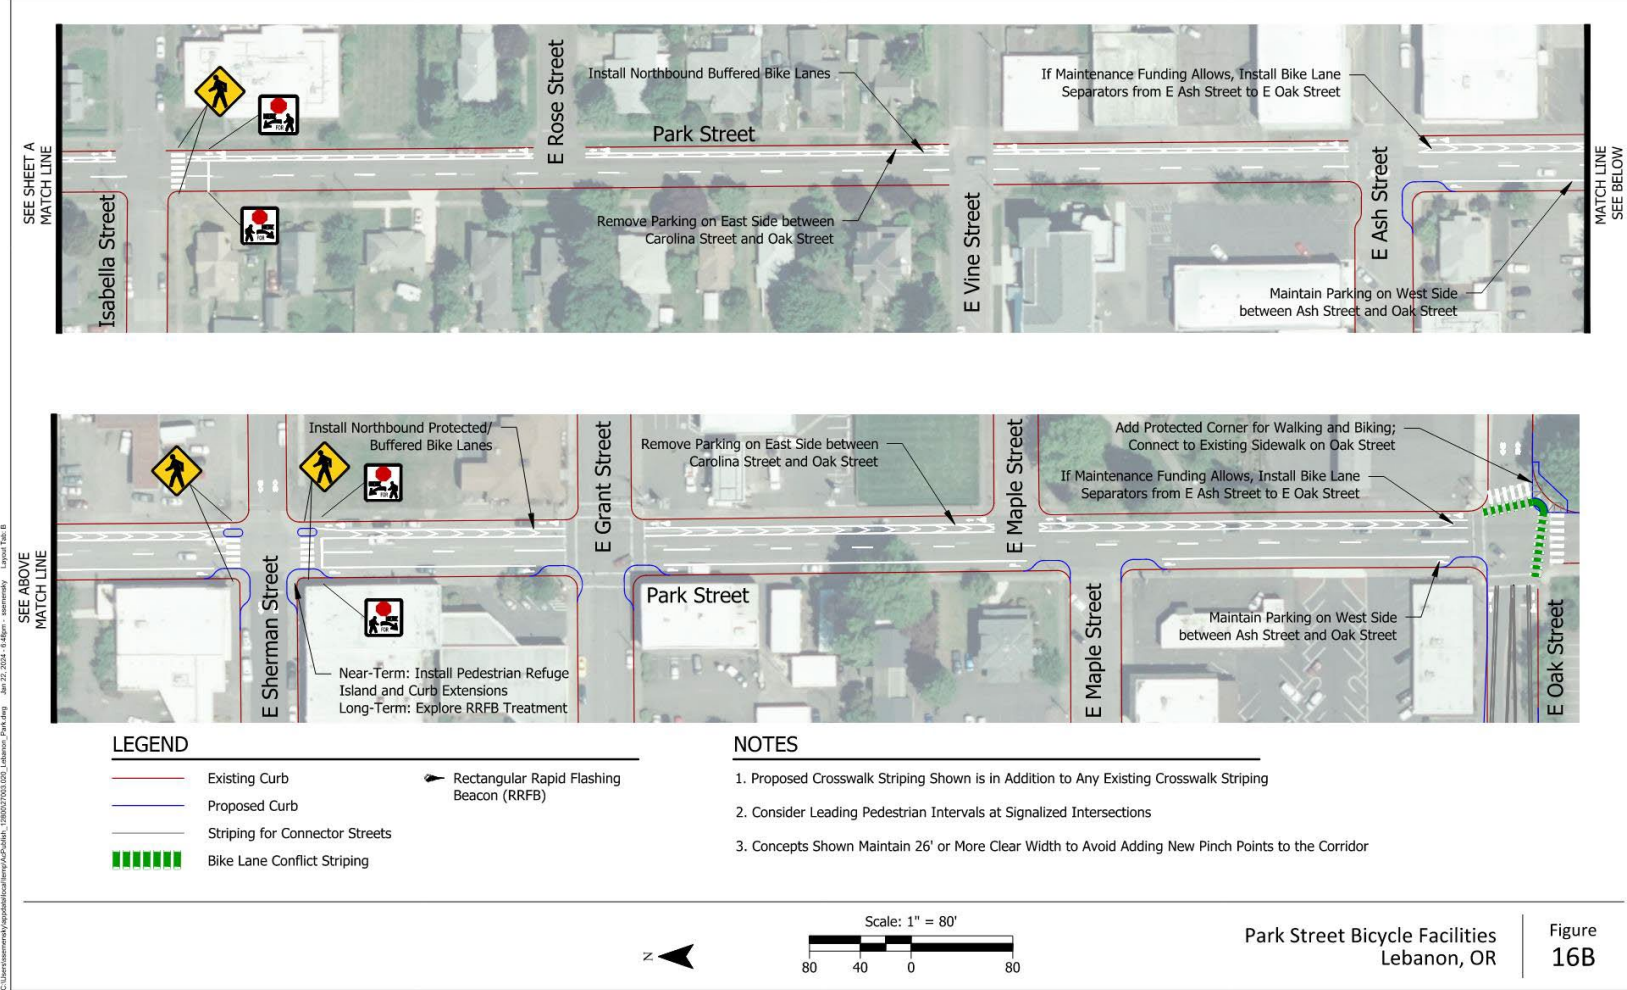 SEE SHEET A
MATCH LINE
Isabella Street
E Rose Street
Install Northbound Buffered Bike Lanes
Park Street
Remove Parking on East Side between
Carolina Street and Oak Street
E Vine Street
If Maintenance Funding Allows, Install Bike Lane
Separators from E Ash Street to E Oak Street
E Ash Street
Maintain Parking on West Side
between Ash Street and Oak Street
MATCH LINE
SEE BELOW
SEE ABOVE
MATCH LINE
E Sherman Street
Install Northbound Protected/
Buffered Bike Lanes
Near-Term: Install Pedestrian Refuge
Island and Curb Extensions
Long-Term: Explore RRFB Treatment
E Grant Street
Park Street
Remove Parking on East Side between
Carolina Street and Oak Street
E Maple Street
E Maple Street
Add Protected Corner for Walking and Biking;
Connect to Existing Sidewalk on Oak Street
If Maintenance Funding Allows, Install Bike Lane
Separators from E Ash Street to E Oak Street
Maintain Parking on West Side
between Ash Street and Oak Street
E Oak Street
LEGEND
Existing Curb
Proposed Curb
Striping for Connector Streets
Bike Lane Conflict Striping
Rectangular Rapid Flashing
Beacon (RRFB)
NOTES
1. Proposed Crosswalk Striping Shown is in Addition to Any Existing Crosswalk Striping
2. Consider Leading Pedestrian Intervals at Signalized Intersections
3. Concepts Shown Maintain 26' or More Clear Width to Avoid Adding New Pinch Points to the Corridor
N
Scale: 1" = 80'
80 40 0 80
Park Street Bicycle Facilities
Lebanon, OR
Figure
16B